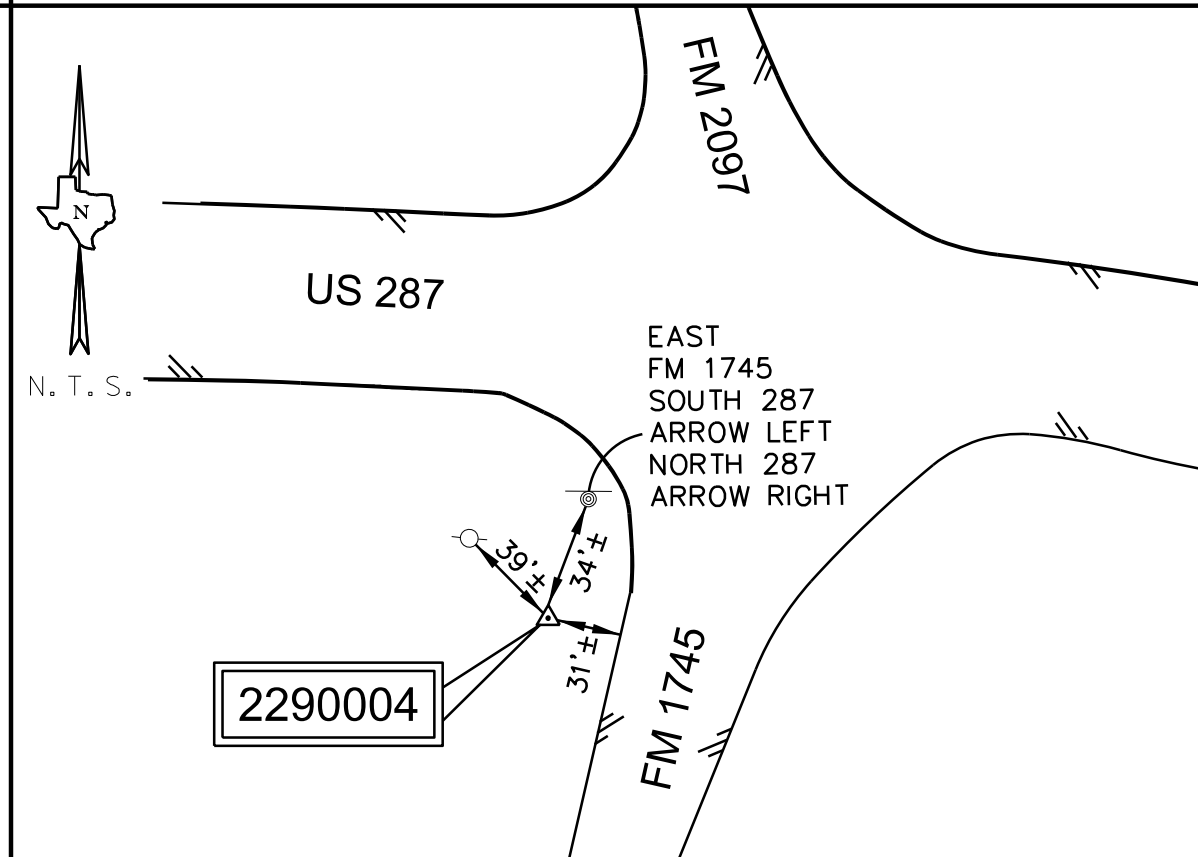 FM 2097
N
US 287
N. T. S.
EAST
FM 1745
SOUTH 287
ARROW LEFT
NORTH 287
ARROW RIGHT
39'±
34'±
31'±
2290004
FM 1745